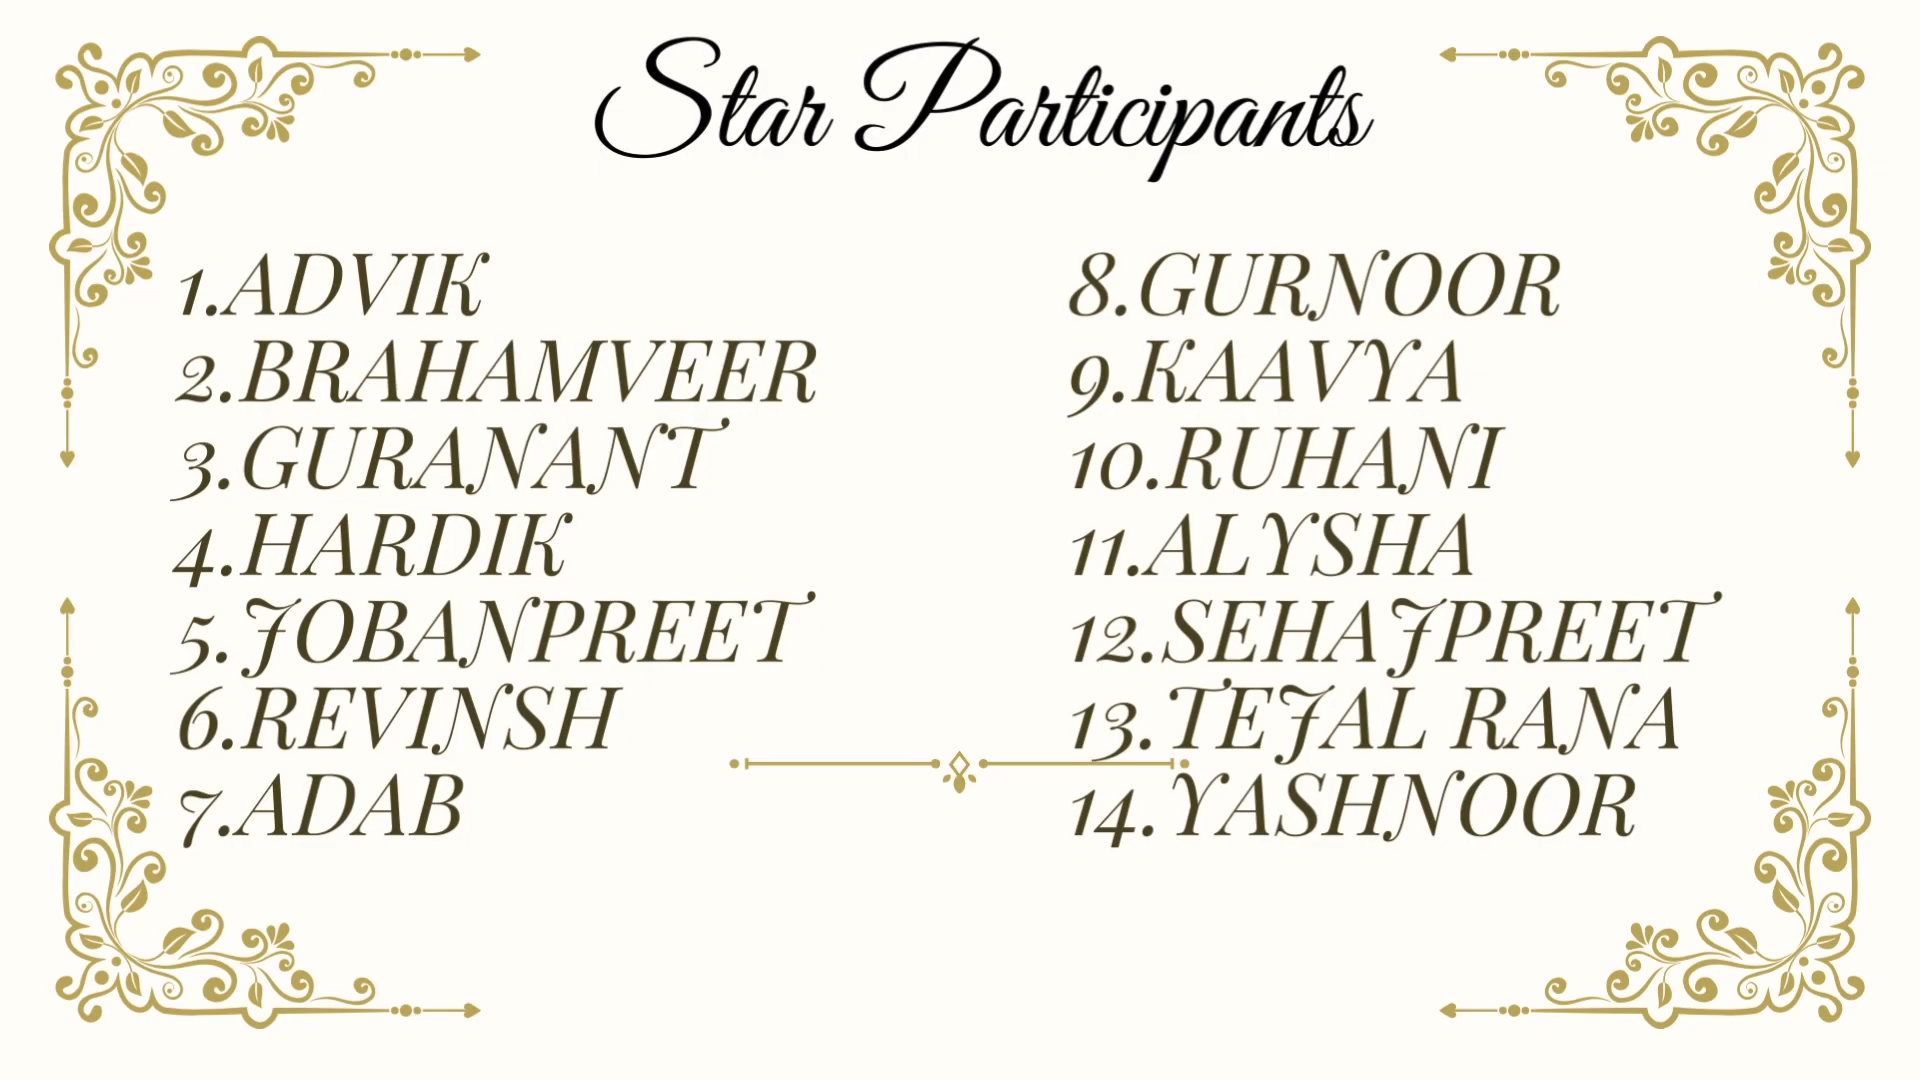 Star Participants
1.ADVIK
2.BRAHAMVEER
3.GURANANT
4.HARDIK
5.JOBANPREET
6.REVINSH
7.ADAB
8.GURNOOR
9.KAAVYA
10.RUHANI
11.ALYSHA
12.SEHAJPREET
13.TEJAL RANA
14.YASHNOOR